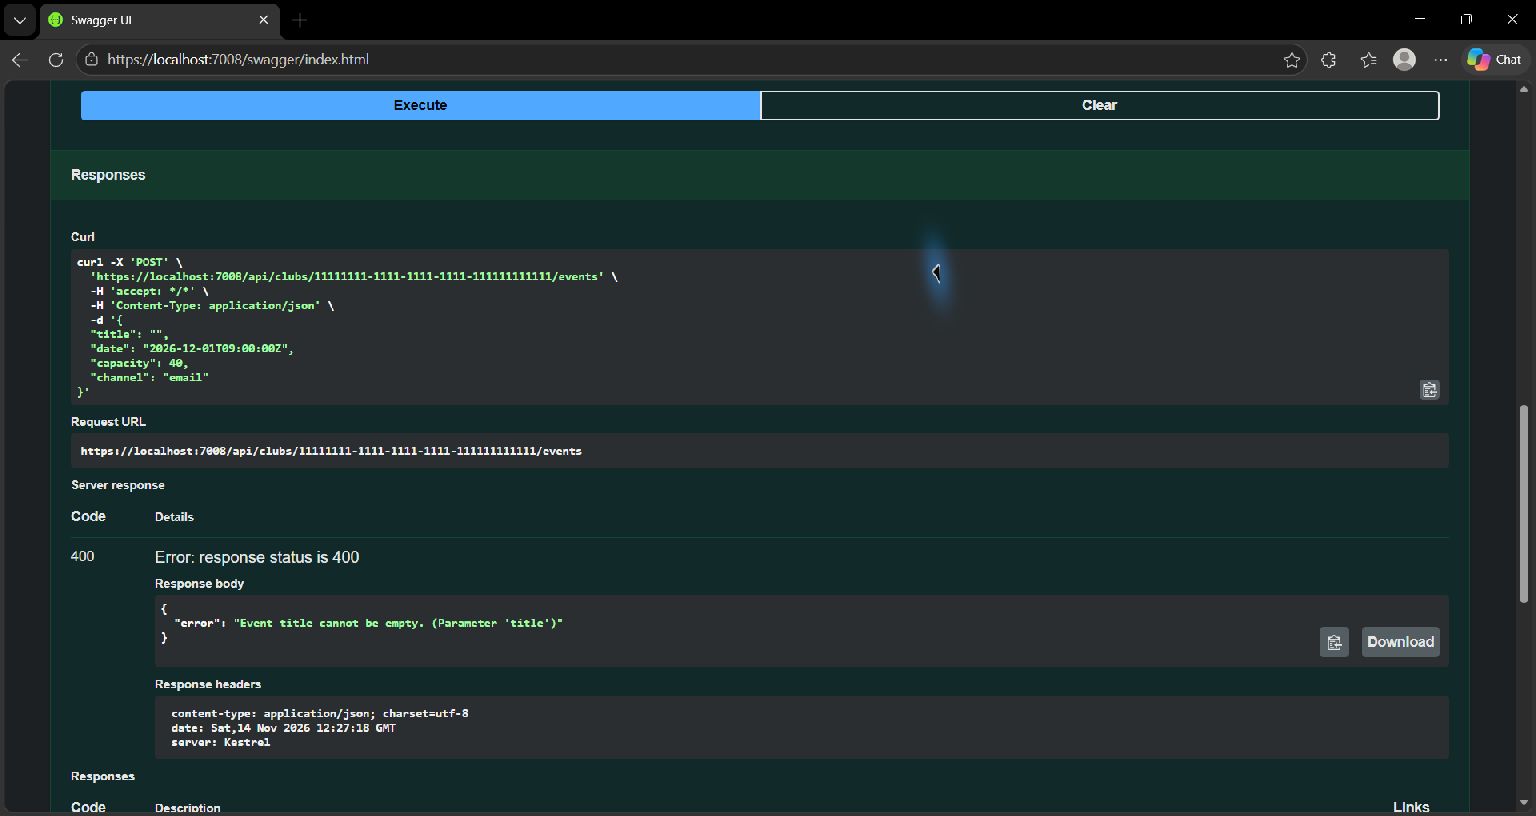 Swagger UI
https://localhost:7008/swagger/index.html
Chat
Execute
Clear
Responses
Curl
curl -X 'POST' \
'https://localhost:7008/api/clubs/11111111-1111-1111-1111-111111111111/events' \
-H 'accept: */*' \
-H 'Content-Type: application/json' \
-d '{
"title": "",
"date": "2026-12-01T09:00:00Z",
"capacity": 40,
"channel": "email"
}'
Request URL
https://localhost:7008/api/clubs/11111111-1111-1111-1111-111111111111/events
Server response
Code Details
400 Error: response status is 400
Response body
{
"error": "Event title cannot be empty. (Parameter 'title')"
}
Download
Response headers
content-type: application/json; charset=utf-8
date: Sat,14 Nov 2026 12:27:18 GMT
server: Kestrel
Responses
Code Description Links